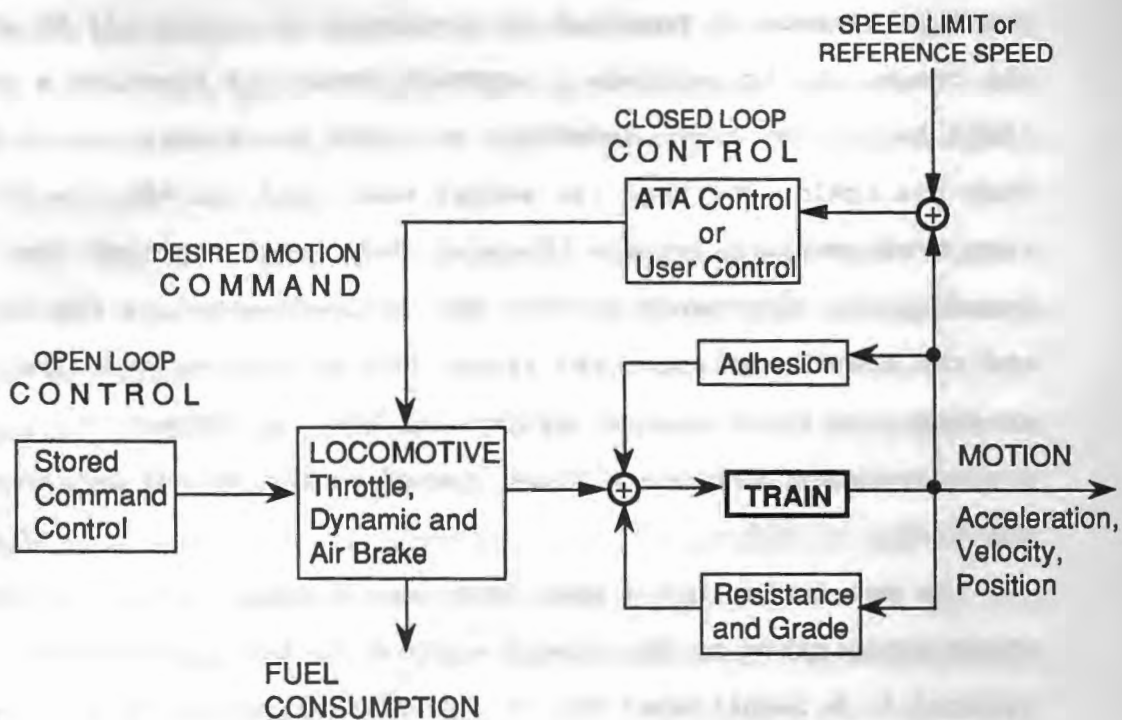 SPEED LIMIT or
REFERENCE SPEED
CLOSED LOOP
CONTROL
ATA Control
or
User Control
+
DESIRED MOTION
COMMAND
OPEN LOOP
CONTROL
Adhesion
Stored
Command
Control
LOCOMOTIVE
Throttle,
Dynamic and
Air Brake
+
TRAIN
MOTION
Acceleration,
Velocity,
Position
Resistance
and Grade
FUEL
CONSUMPTION